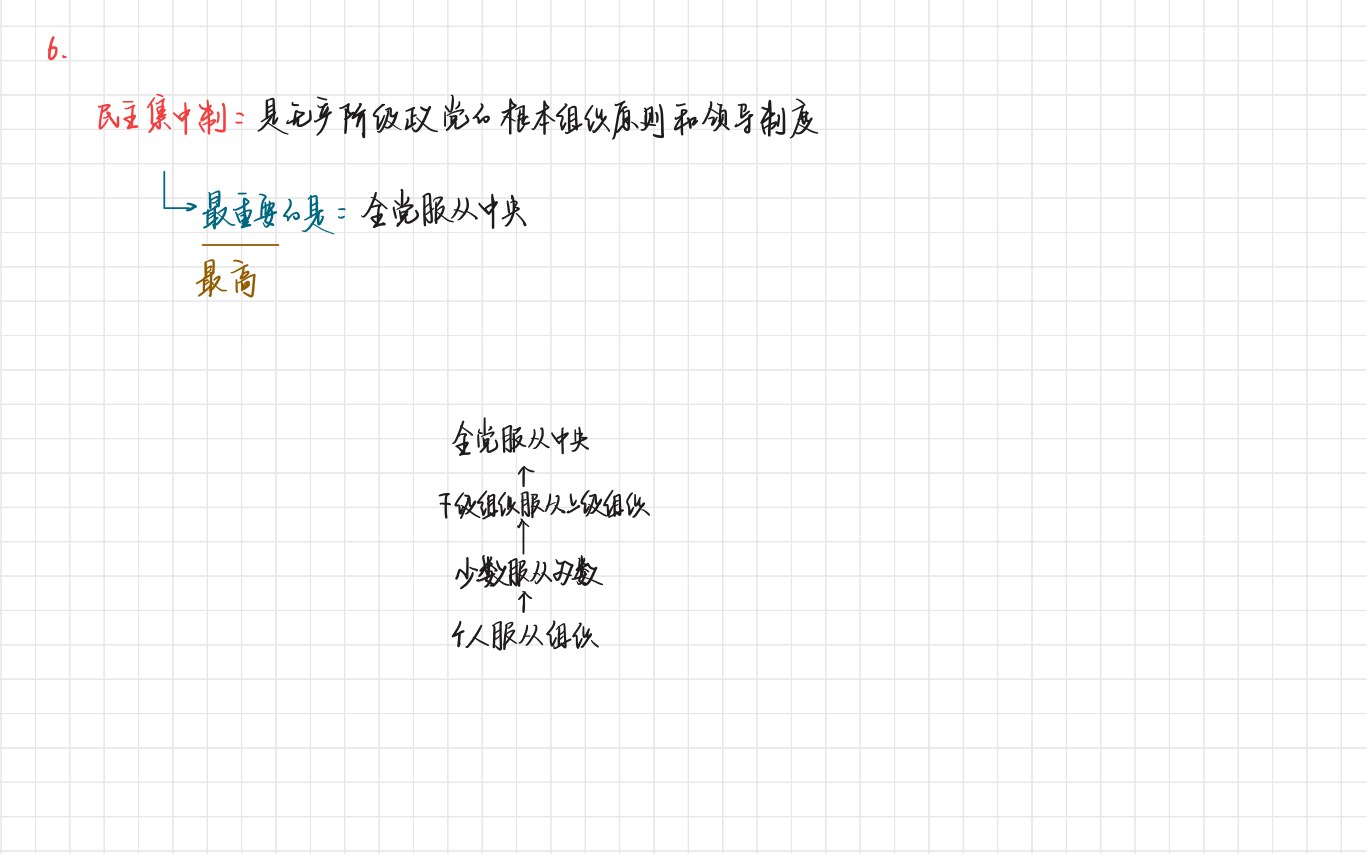 6.
民主集中制：是无产阶级政党的根本组织原则和领导制度
最重要的是：全党服从中央
最高
全党服从中央
下级组织服从上级组织
少数服从多数
个人服从组织